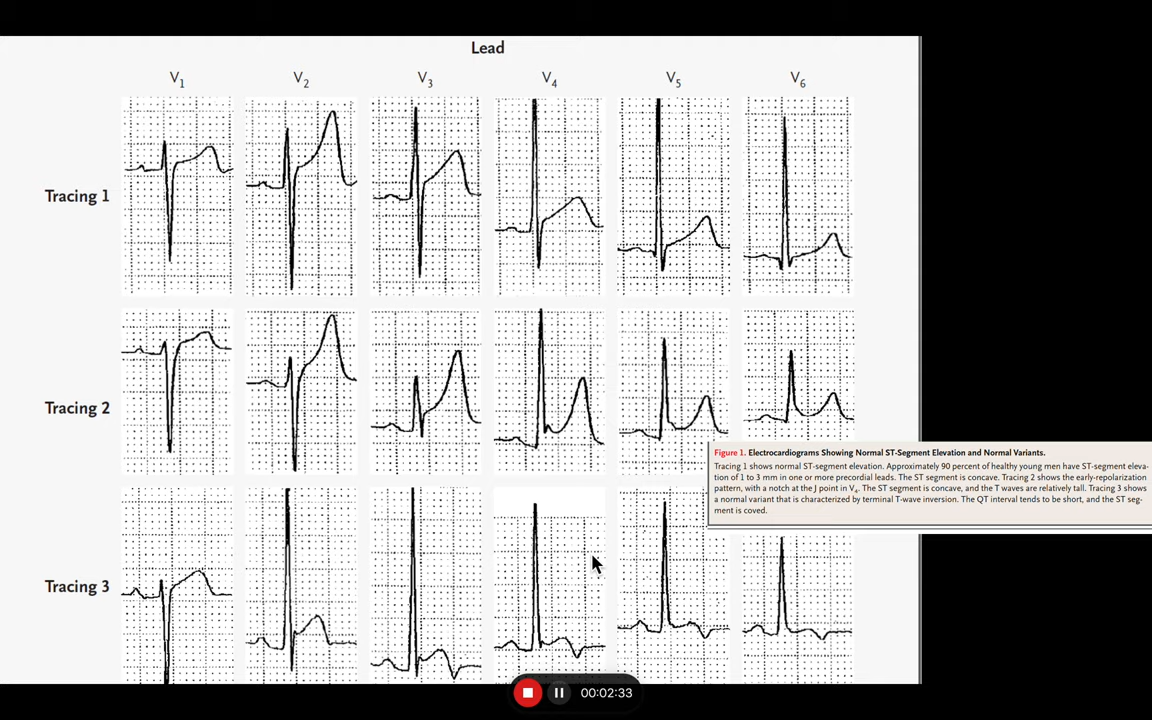 Lead
V1 V2 V3 V4 V5 V6
Tracing 1
Tracing 2
Figure 1. Electrocardiograms Showing Normal ST-Segment Elevation and Normal Variants.
Tracing 1 shows normal ST-segment elevation. Approximately 90 percent of healthy young men have ST-segment eleva-
tion of 1 to 3 mm in one or more precordial leads. The ST segment is concave. Tracing 2 shows the early-repolarization
pattern, with a notch at the J point in V4. The ST segment is concave, and the T waves are relatively tall. Tracing 3 shows
a normal variant that is characterized by terminal T-wave inversion. The QT interval tends to be short, and the ST seg-
ment is coved.
Tracing 3
00:02:33